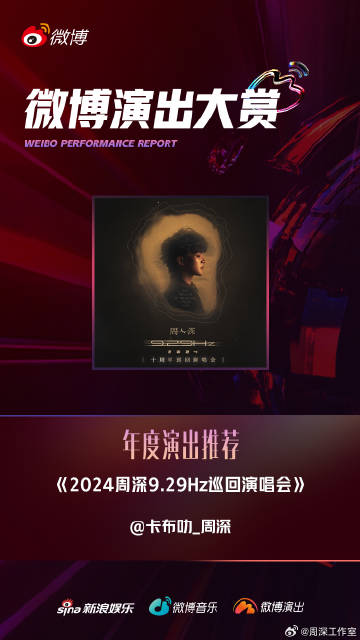 微博
微博演出大赏
WEIBO PERFORMANCE REPORT
周深
9.29Hz
十周年巡回演唱会
年度演出推荐
《2024周深9.29Hz巡回演唱会》
@卡布叻_周深
sina 新浪娱乐
微博音乐
微博演出
@周深工作室